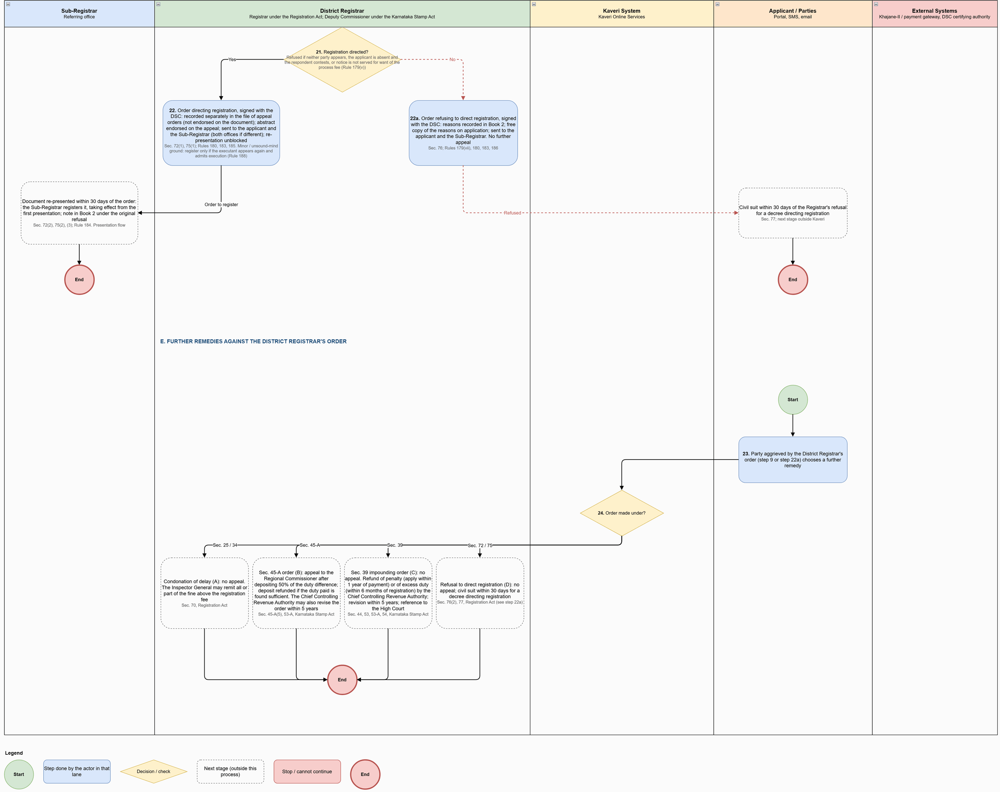 Sub-Registrar
Referring office
District Registrar
Registrar under the Registration Act; Deputy Commissioner under the Karnataka Stamp Act
Kaveri System
Kaveri Online Services
Applicant / Parties
Portal, SMS, email
External Systems
Khajane-II / payment gateway, DSC certifying authority
21. Registration directed?
Refused if neither party appears, the applicant is absent and
the respondent contests, or notice is not served for want of the
process fee (Rule 179(v))
Yes
No
22. Order directing registration, signed with the
DSC: recorded separately in the file of appeal
orders (not endorsed on the document); abstract
endorsed on the appeal; sent to the applicant and
the Sub-Registrar (both offices if different); re-
presentation unblocked
Sec. 72(1), 75(1); Rules 180, 183, 185. Minor / unsound-mind
ground: register only if the executant appears again and
admits execution (Rule 188)
22a. Order refusing to direct registration, signed
with the DSC: reasons recorded in Book 2; free
copy of the reasons on application; sent to the
applicant and the Sub-Registrar. No further
appeal
Sec. 76; Rules 179(vii), 180, 183, 186
Document re-presented within 30 days of the order:
the Sub-Registrar registers it, taking effect from the
first presentation; note in Book 2 under the original
refusal
Sec. 72(2), 75(2), (3); Rule 184. Presentation flow
Order to register
Refused
Civil suit within 30 days of the Registrar's refusal
for a decree directing registration
Sec. 77; next stage outside Kaveri
End
End
E. FURTHER REMEDIES AGAINST THE DISTRICT REGISTRAR'S ORDER
Start
23. Party aggrieved by the District Registrar's
order (step 9 or step 22a) chooses a further
remedy
24. Order made under?
Sec. 25 / 34
Sec. 45-A
Sec. 39
Sec. 72 / 75
Condonation of delay (A): no appeal.
The Inspector General may remit all or
part of the fine above the registration
fee
Sec. 70, Registration Act
Sec. 45-A order (B): appeal to the
Regional Commissioner after
depositing 50% of the duty difference;
deposit refunded if the duty paid is
found sufficient. The Chief Controlling
Revenue Authority may also revise the
order within 5 years
Sec. 45-A(5), 53-A, Karnataka Stamp Act
Sec. 39 impounding order (C): no
appeal. Refund of penalty (apply within
1 year of payment) or of excess duty
(within 6 months of registration) by the
Chief Controlling Revenue Authority;
revision within 5 years; reference to
the High Court
Sec. 44, 53, 53-A, 54, Karnataka Stamp Act
Refusal to direct registration (D): no
appeal; civil suit within 30 days for a
decree directing registration
Sec. 76(2), 77, Registration Act (see step 22a)
End
Legend
Start
Step done by the actor in that
lane
Decision / check
Next stage (outside this
process)
Stop / cannot continue
End